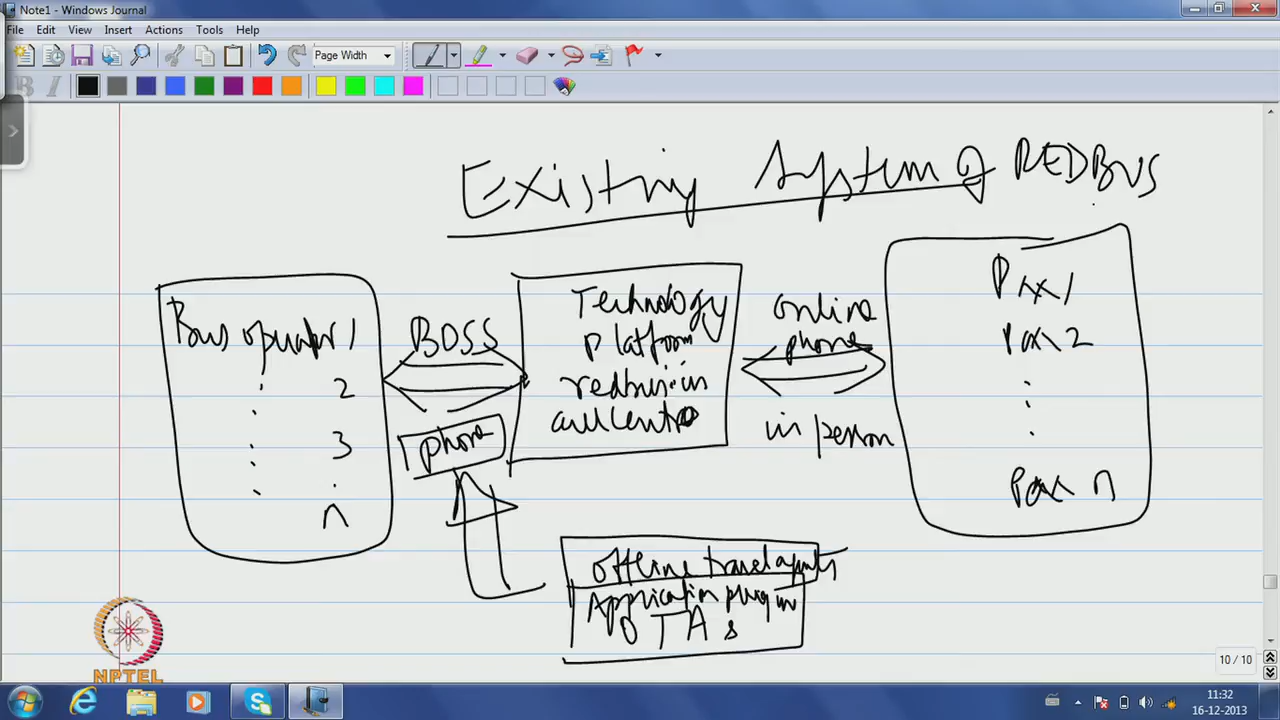 Note1 - Windows Journal
File Edit View Insert Actions Tools Help
Page Width
B I
Existing System of REDBUS
Bus operator 1
2
3
n
BOSS
phone
Technology
platform
redbus.in
call centre
online
phone
in person
Pax 1
Pax 2
Pax n
offline travel agents
Application plug in
OTAs
NPTEL
10 / 10
11:32
16-12-2013